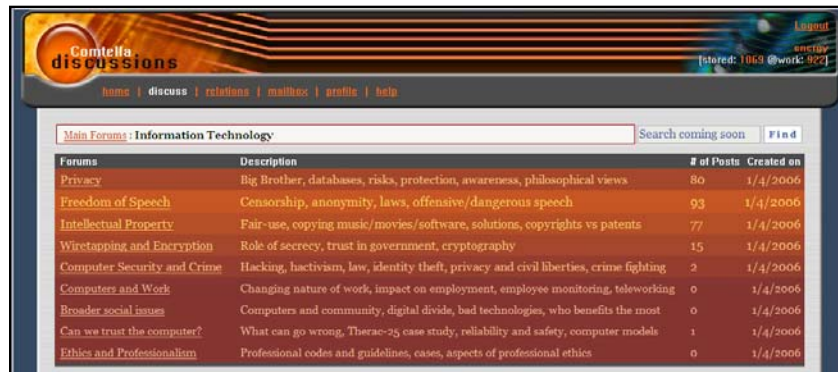 Logout
Comtella
discussions
energy
[stored: 1069 @work: 922]
home | discuss | relations | mailbox | profile | help
Main Forums : Information Technology Search coming soon Find
Forums Description # of Posts Created on
Privacy Big Brother, databases, risks, protection, awareness, philosophical views 80 1/4/2006
Freedom of Speech Censorship, anonymity, laws, offensive/dangerous speech 93 1/4/2006
Intellectual Property Fair-use, copying music/movies/software, solutions, copyrights vs patents 77 1/4/2006
Wiretapping and Encryption Role of secrecy, trust in government, cryptography 15 1/4/2006
Computer Security and Crime Hacking, hactivism, law, identity theft, privacy and civil liberties, crime fighting 2 1/4/2006
Computers and Work Changing nature of work, impact on employment, employee monitoring, teleworking 0 1/4/2006
Broader social issues Computers and community, digital divide, bad technologies, who benefits the most 0 1/4/2006
Can we trust the computer? What can go wrong, Therac-25 case study, reliability and safety, computer models 1 1/4/2006
Ethics and Professionalism Professional codes and guidelines, cases, aspects of professional ethics 0 1/4/2006